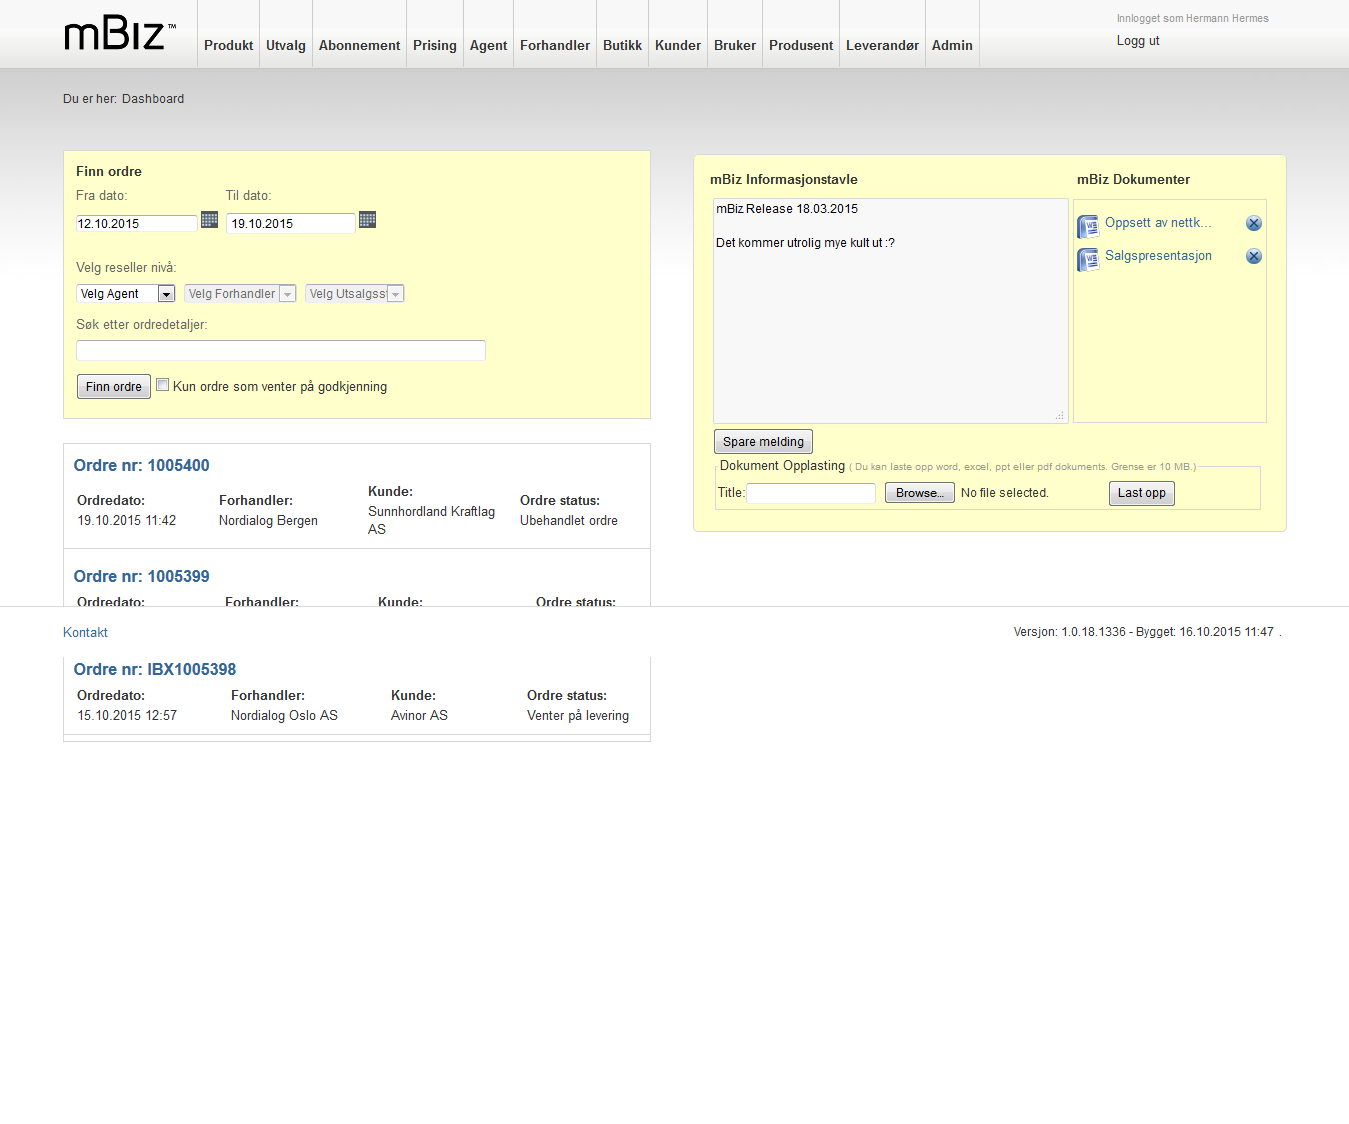 mBiz™
Produkt Utvalg Abonnement Prising Agent Forhandler Butikk Kunder Bruker Produsent Leverandør Admin
Innlogget som Hermann Hermes
Logg ut
Du er her: Dashboard
Finn ordre
Fra dato: Til dato:
12.10.2015 19.10.2015
Velg reseller nivå:
Velg Agent Velg Forhandler Velg Utsalgss
Søk etter ordredetaljer:
Finn ordre Kun ordre som venter på godkjenning
mBiz Informasjonstavle
mBiz Release 18.03.2015
Det kommer utrolig mye kult ut :?
mBiz Dokumenter
Oppsett av nettk...
Salgspresentasjon
Spare melding
Dokument Opplasting ( Du kan laste opp word, excel, ppt eller pdf dokuments. Grense er 10 MB.)
Title: Browse... No file selected. Last opp
Ordre nr: 1005400
Ordredato: Forhandler: Kunde: Ordre status:
19.10.2015 11:42 Nordialog Bergen Sunnhordland Kraftlag Ubehandlet ordre
AS
Ordre nr: 1005399
Ordredato: Forhandler: Kunde: Ordre status:
Kontakt
Versjon: 1.0.18.1336 - Bygget: 16.10.2015 11:47 .
Ordre nr: IBX1005398
Ordredato: Forhandler: Kunde: Ordre status:
15.10.2015 12:57 Nordialog Oslo AS Avinor AS Venter på levering